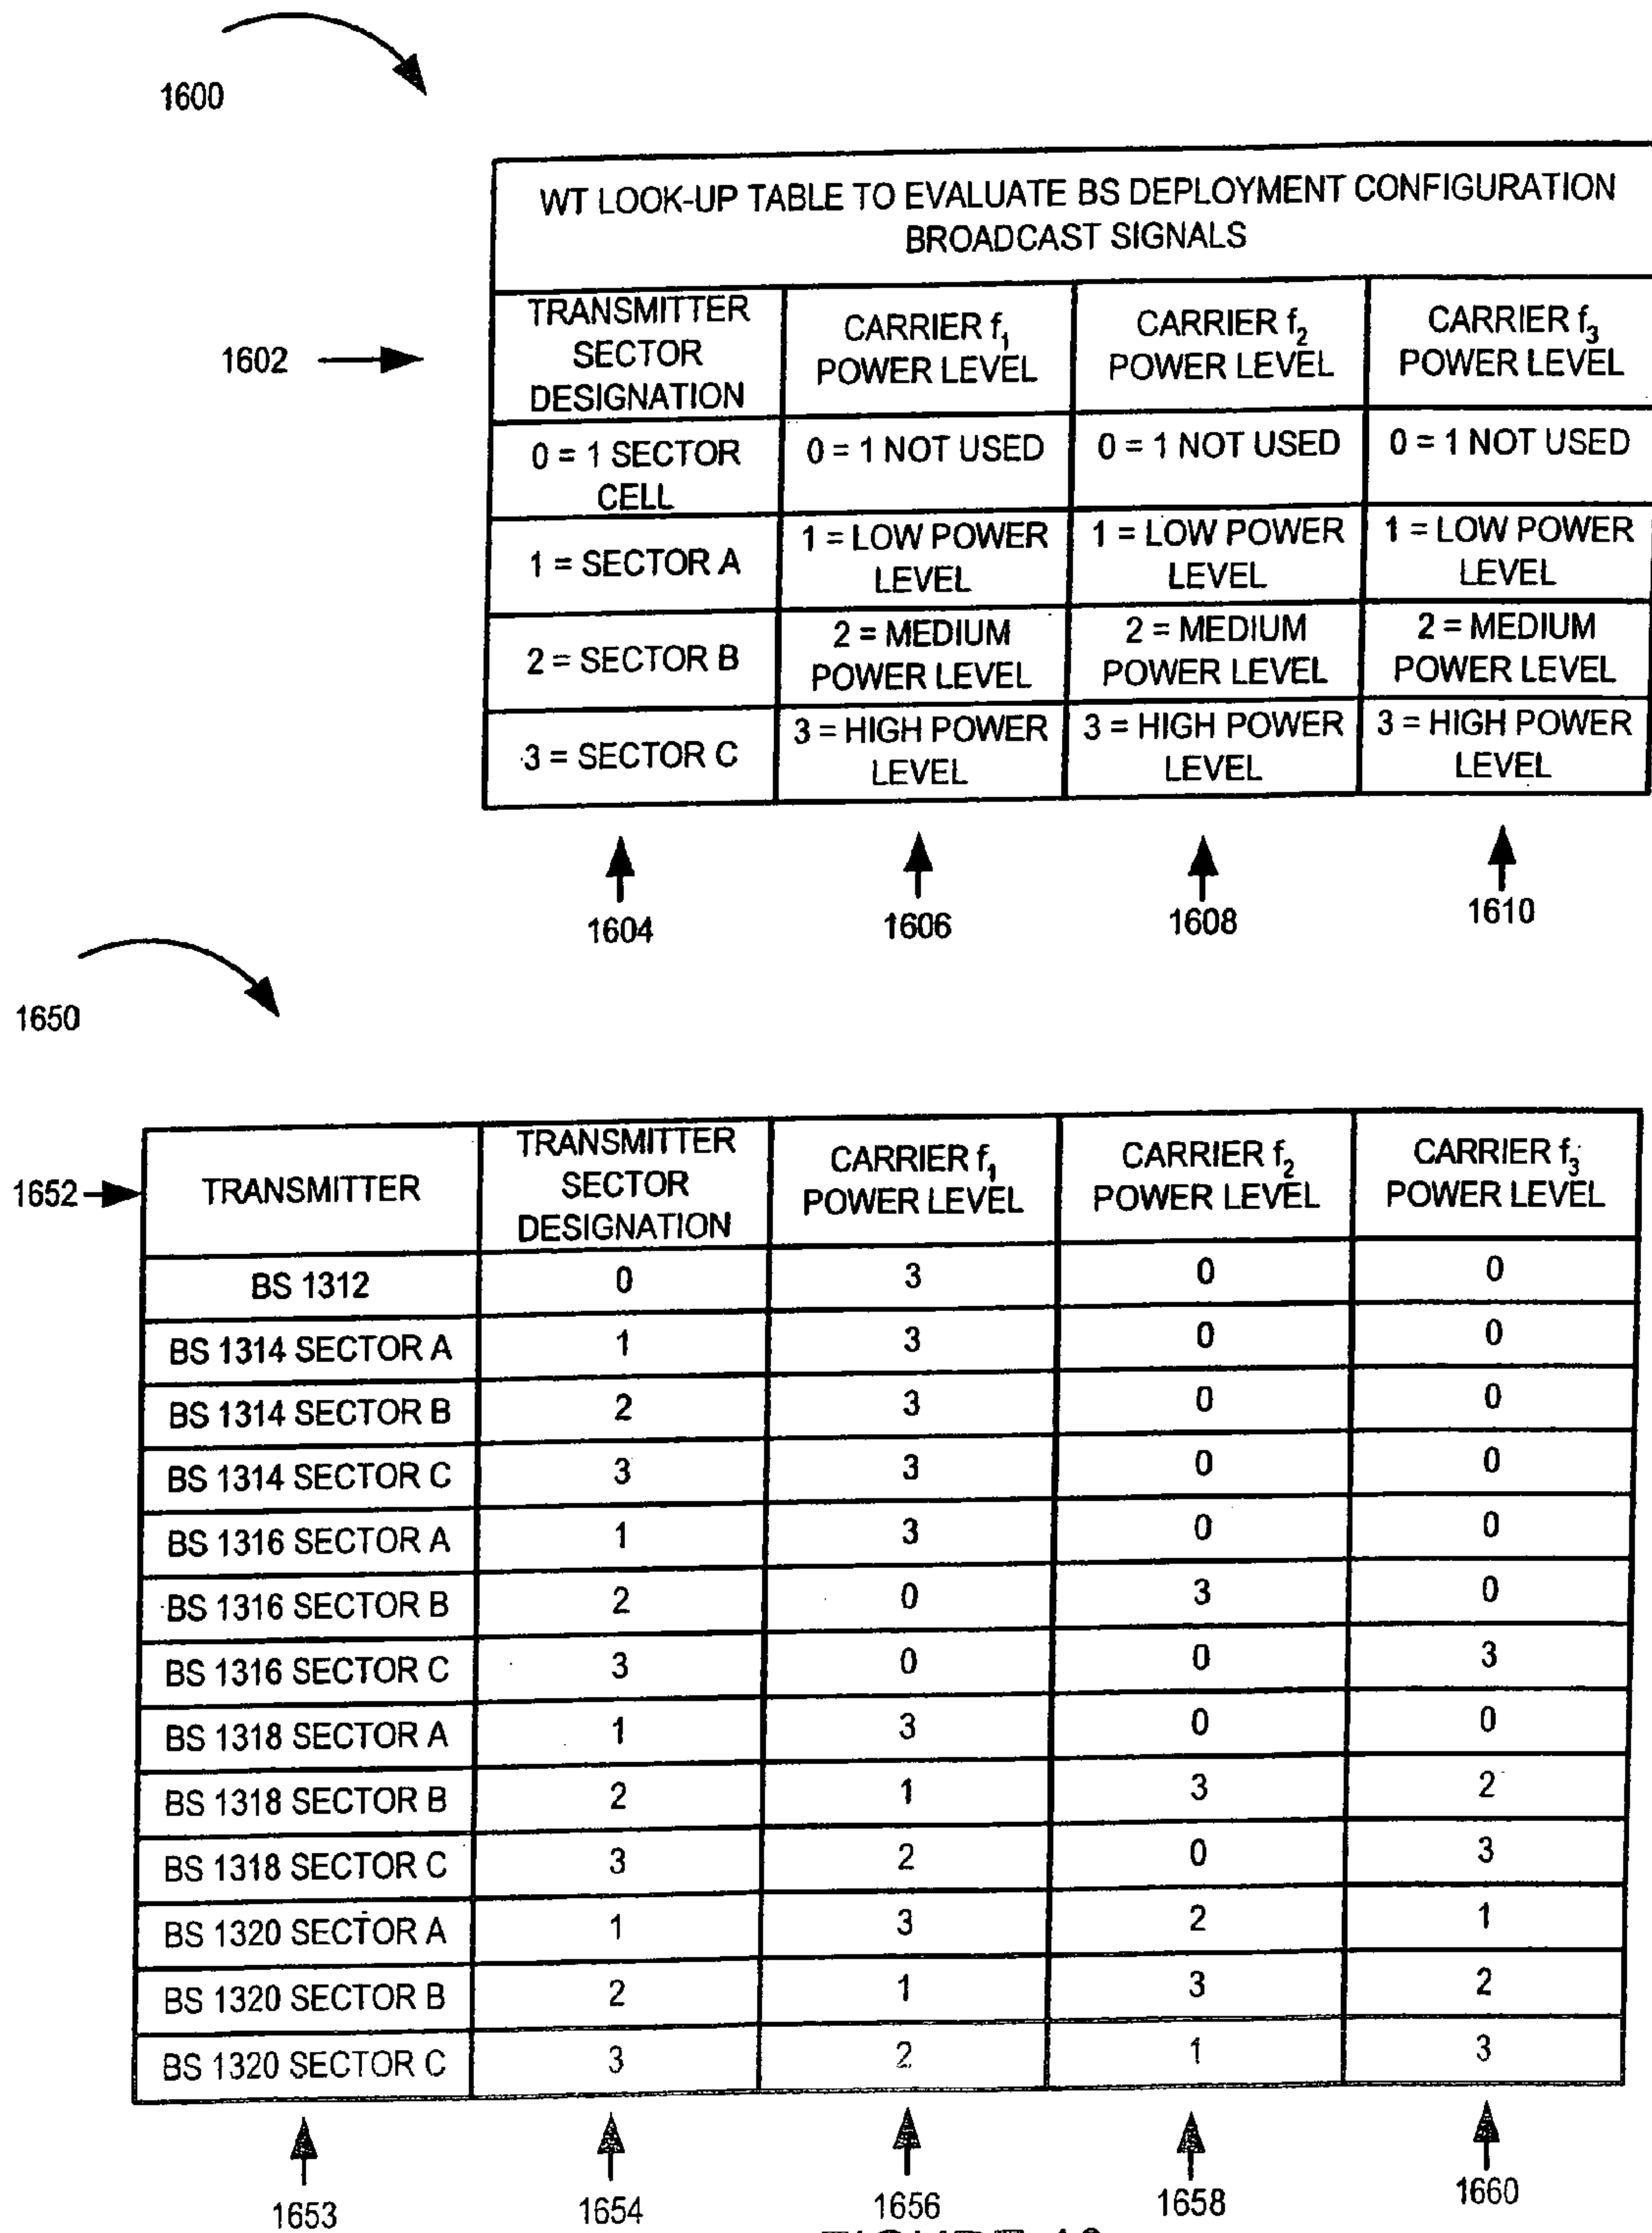 1600
WT LOOK-UP TABLE TO EVALUATE BS DEPLOYMENT CONFIGURATION
BROADCAST SIGNALS
1602
TRANSMITTER SECTOR DESIGNATION CARRIER f1 POWER LEVEL CARRIER f2 POWER LEVEL CARRIER f3 POWER LEVEL
0 = 1 SECTOR CELL 0 = 1 NOT USED 0 = 1 NOT USED 0 = 1 NOT USED
1 = SECTOR A 1 = LOW POWER LEVEL 1 = LOW POWER LEVEL 1 = LOW POWER LEVEL
2 = SECTOR B 2 = MEDIUM POWER LEVEL 2 = MEDIUM POWER LEVEL 2 = MEDIUM POWER LEVEL
3 = SECTOR C 3 = HIGH POWER LEVEL 3 = HIGH POWER LEVEL 3 = HIGH POWER LEVEL
1604 1606 1608 1610
1650
1652
TRANSMITTER TRANSMITTER SECTOR DESIGNATION CARRIER f1 POWER LEVEL CARRIER f2 POWER LEVEL CARRIER f3 POWER LEVEL
BS 1312 0 3 0 0
BS 1314 SECTOR A 1 3 0 0
BS 1314 SECTOR B 2 3 0 0
BS 1314 SECTOR C 3 3 0 0
BS 1316 SECTOR A 1 3 0 0
BS 1316 SECTOR B 2 0 3 0
BS 1316 SECTOR C 3 0 0 3
BS 1318 SECTOR A 1 3 0 0
BS 1318 SECTOR B 2 1 3 2
BS 1318 SECTOR C 3 2 0 3
BS 1320 SECTOR A 1 3 2 1
BS 1320 SECTOR B 2 1 3 2
BS 1320 SECTOR C 3 2 1 3
1653 1654 1656 1658 1660